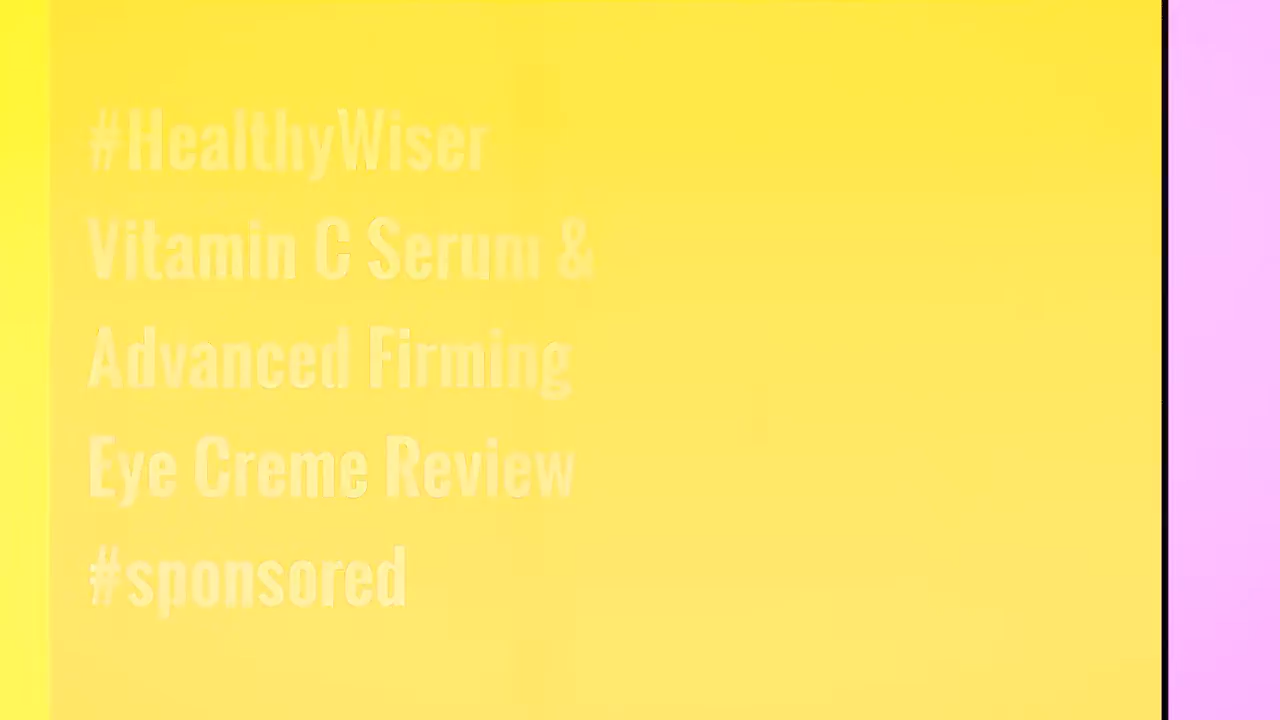 #HealthyWiser
Vitamin C Serum &
Advanced Firming
Eye Creme Review
#sponsored